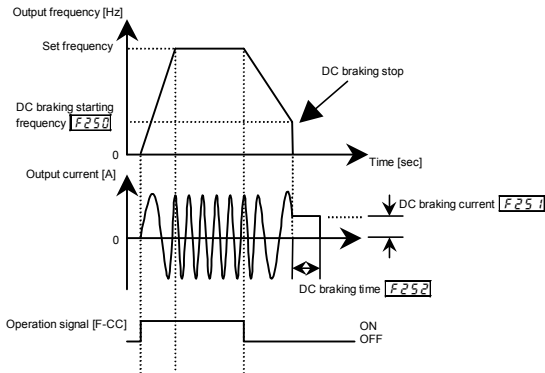 Output frequency [Hz]
Set frequency
DC braking stop
DC braking starting
frequency F250
0
Time [sec]
Output current [A]
DC braking current F251
0
DC braking time F252
Operation signal [F-CC]
ON
OFF